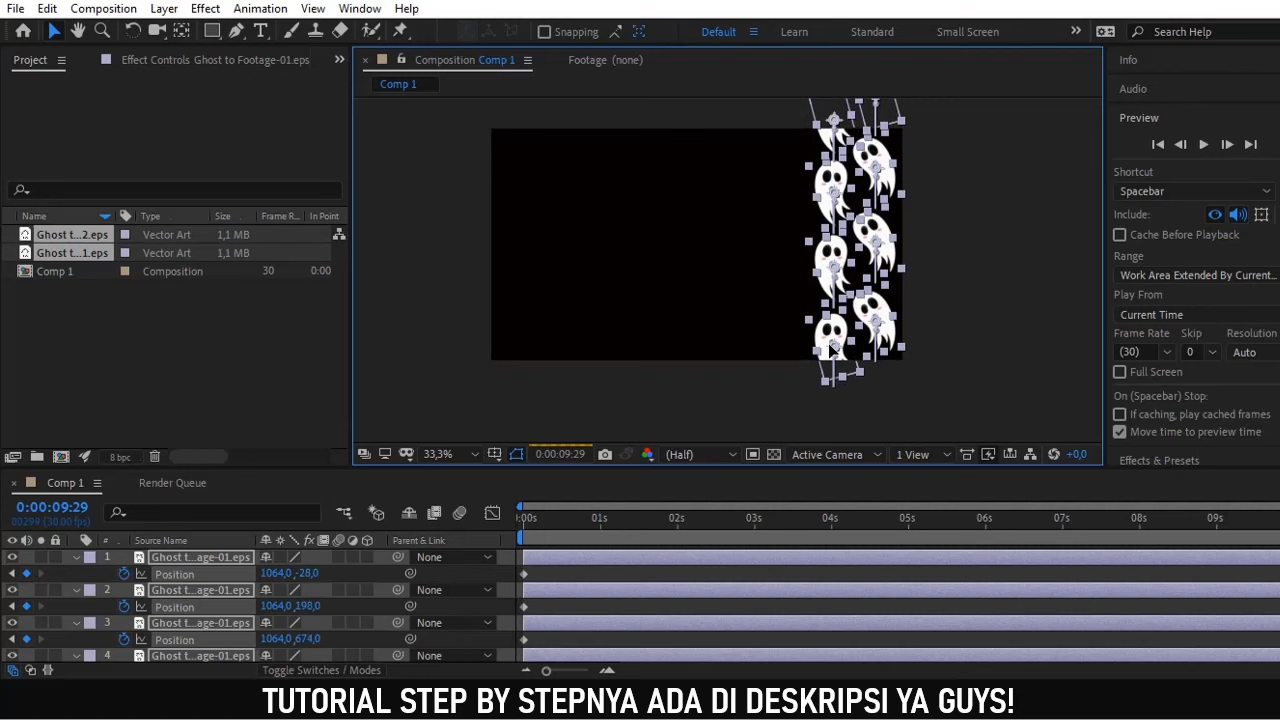 File Edit Composition Layer Effect Animation View Window Help
Snapping Default Learn Standard Small Screen Search Help
Project Effect Controls Ghost to Footage-01.eps
Composition Comp 1 Footage (none)
Comp 1
Name Type Size Frame R... In Point
Ghost t...2.eps Vector Art 1,1 MB
Ghost t...1.eps Vector Art 1,1 MB
Comp 1 Composition 30 0:00
8 bpc
33,3% 0:00:09:29 (Half) Active Camera 1 View +0,0
Info
Audio
Preview
Shortcut
Spacebar
Include:
Cache Before Playback
Range
Work Area Extended By Current...
Play From
Current Time
Frame Rate Skip Resolution
(30) 0 Auto
Full Screen
On (Spacebar) Stop:
If caching, play cached frames
Move time to preview time
Effects & Presets
Comp 1 Render Queue
0:00:09:29
00299 (30.00 fps)
:00s 01s 02s 03s 04s 05s 06s 07s 08s 09s
# Source Name Parent & Link
1 Ghost t...age-01.eps None
Position 1064,0,-28,0
2 Ghost t...age-01.eps None
Position 1064,0,198,0
3 Ghost t...age-01.eps None
Position 1064,0,674,0
4 Ghost t...age-01.eps None
Toggle Switches / Modes
TUTORIAL STEP BY STEPNYA ADA DI DESKRIPSI YA GUYS!